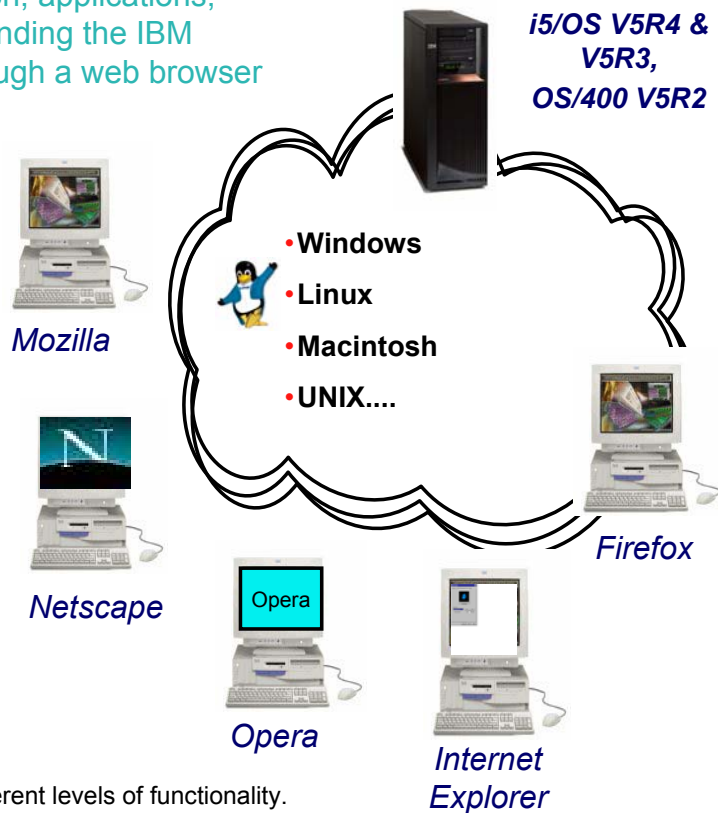 on, applications,
nding the IBM
ugh a web browser
i5/OS V5R4 &
V5R3,
OS/400 V5R2
•Windows
•Linux
•Macintosh
•UNIX....
Mozilla
N
Netscape
Opera
Opera
Internet
Explorer
Firefox
erent levels of functionality.